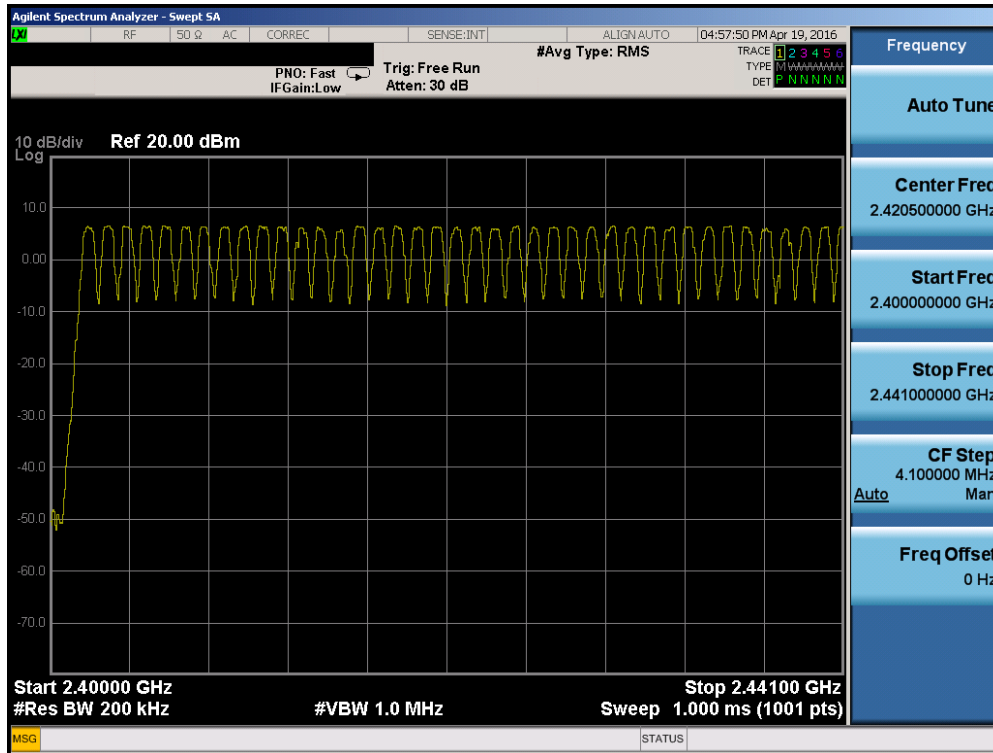 Agilent Spectrum Analyzer - Swept SA
LXI RF 50 Ω AC CORREC SENSE:INT ALIGNAUTO 04:57:50 PM Apr 19, 2016
#Avg Type: RMS
TRACE 1 2 3 4 5 6
TYPE M WWWWW
DET P N N N N N
PNO: Fast
IFGain:Low
Trig: Free Run
Atten: 30 dB
10 dB/div
Log
Ref 20.00 dBm
10.0
0.00
-10.0
-20.0
-30.0
-40.0
-50.0
-60.0
-70.0
Start 2.40000 GHz
Stop 2.44100 GHz
#Res BW 200 kHz
#VBW 1.0 MHz
Sweep 1.000 ms (1001 pts)
MSG
STATUS
Frequency
Auto Tune
Center Freq
2.420500000 GHz
Start Freq
2.400000000 GHz
Stop Freq
2.441000000 GHz
CF Step
4.100000 MHz
Auto Man
Freq Offset
0 Hz